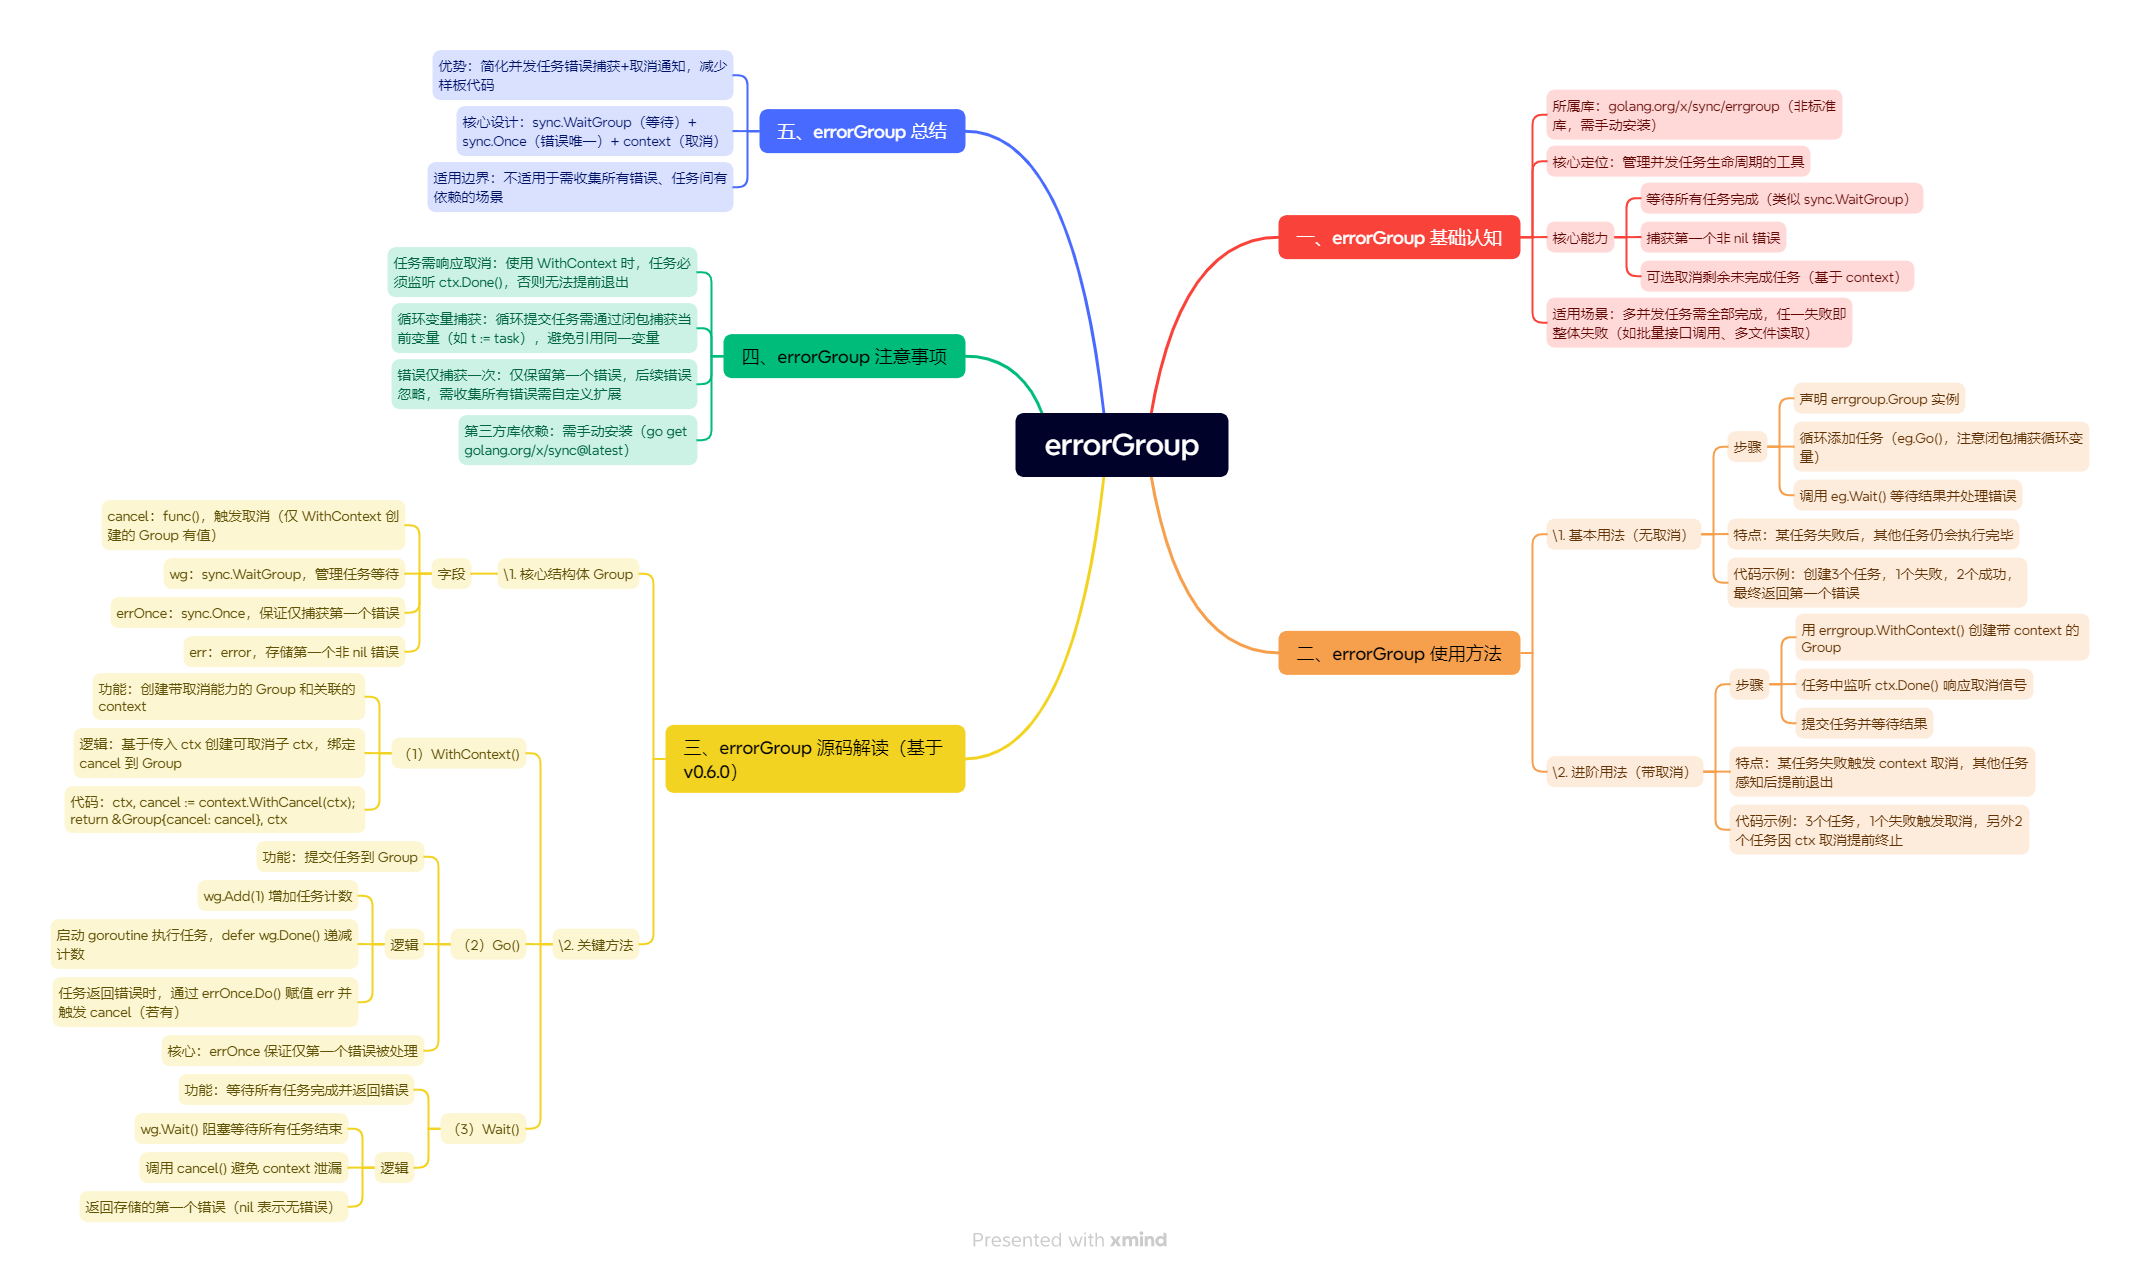 errorGroup
一、errorGroup 基础认知
所属库：golang.org/x/sync/errgroup（非标准
库，需手动安装）
核心定位：管理并发任务生命周期的工具
核心能力
等待所有任务完成（类似 sync.WaitGroup）
捕获第一个非 nil 错误
可选取消剩余未完成任务（基于 context）
适用场景：多并发任务需全部完成，任一失败即
整体失败（如批量接口调用、多文件读取）
二、errorGroup 使用方法
\1. 基本用法（无取消）
步骤
声明 errgroup.Group 实例
循环添加任务（eg.Go()，注意闭包捕获循环变
量）
调用 eg.Wait() 等待结果并处理错误
特点：某任务失败后，其他任务仍会执行完毕
代码示例：创建3个任务，1个失败，2个成功，
最终返回第一个错误
\2. 进阶用法（带取消）
步骤
用 errgroup.WithContext() 创建带 context 的
Group
任务中监听 ctx.Done() 响应取消信号
提交任务并等待结果
特点：某任务失败触发 context 取消，其他任务
感知后提前退出
代码示例：3个任务，1个失败触发取消，另外2
个任务因 ctx 取消提前终止
三、errorGroup 源码解读（基于
v0.6.0）
\1. 核心结构体 Group
字段
cancel：func()，触发取消（仅 WithContext 创
建的 Group 有值）
wg：sync.WaitGroup，管理任务等待
errOnce：sync.Once，保证仅捕获第一个错误
err：error，存储第一个非 nil 错误
\2. 关键方法
（1）WithContext()
功能：创建带取消能力的 Group 和关联的
context
逻辑：基于传入 ctx 创建可取消子 ctx，绑定
cancel 到 Group
代码：ctx, cancel := context.WithCancel(ctx);
return &Group{cancel: cancel}, ctx
（2）Go()
功能：提交任务到 Group
逻辑
wg.Add(1) 增加任务计数
启动 goroutine 执行任务，defer wg.Done() 递减
计数
任务返回错误时，通过 errOnce.Do() 赋值 err 并
触发 cancel（若有）
核心：errOnce 保证仅第一个错误被处理
（3）Wait()
功能：等待所有任务完成并返回错误
逻辑
wg.Wait() 阻塞等待所有任务结束
调用 cancel() 避免 context 泄漏
返回存储的第一个错误（nil 表示无错误）
四、errorGroup 注意事项
任务需响应取消：使用 WithContext 时，任务必
须监听 ctx.Done()，否则无法提前退出
循环变量捕获：循环提交任务需通过闭包捕获当
前变量（如 t := task），避免引用同一变量
错误仅捕获一次：仅保留第一个错误，后续错误
忽略，需收集所有错误需自定义扩展
第三方库依赖：需手动安装（go get
golang.org/x/sync@latest）
五、errorGroup 总结
优势：简化并发任务错误捕获+取消通知，减少
样板代码
核心设计：sync.WaitGroup（等待）+
sync.Once（错误唯一）+ context（取消）
适用边界：不适用于需收集所有错误、任务间有
依赖的场景
Presented with xmind